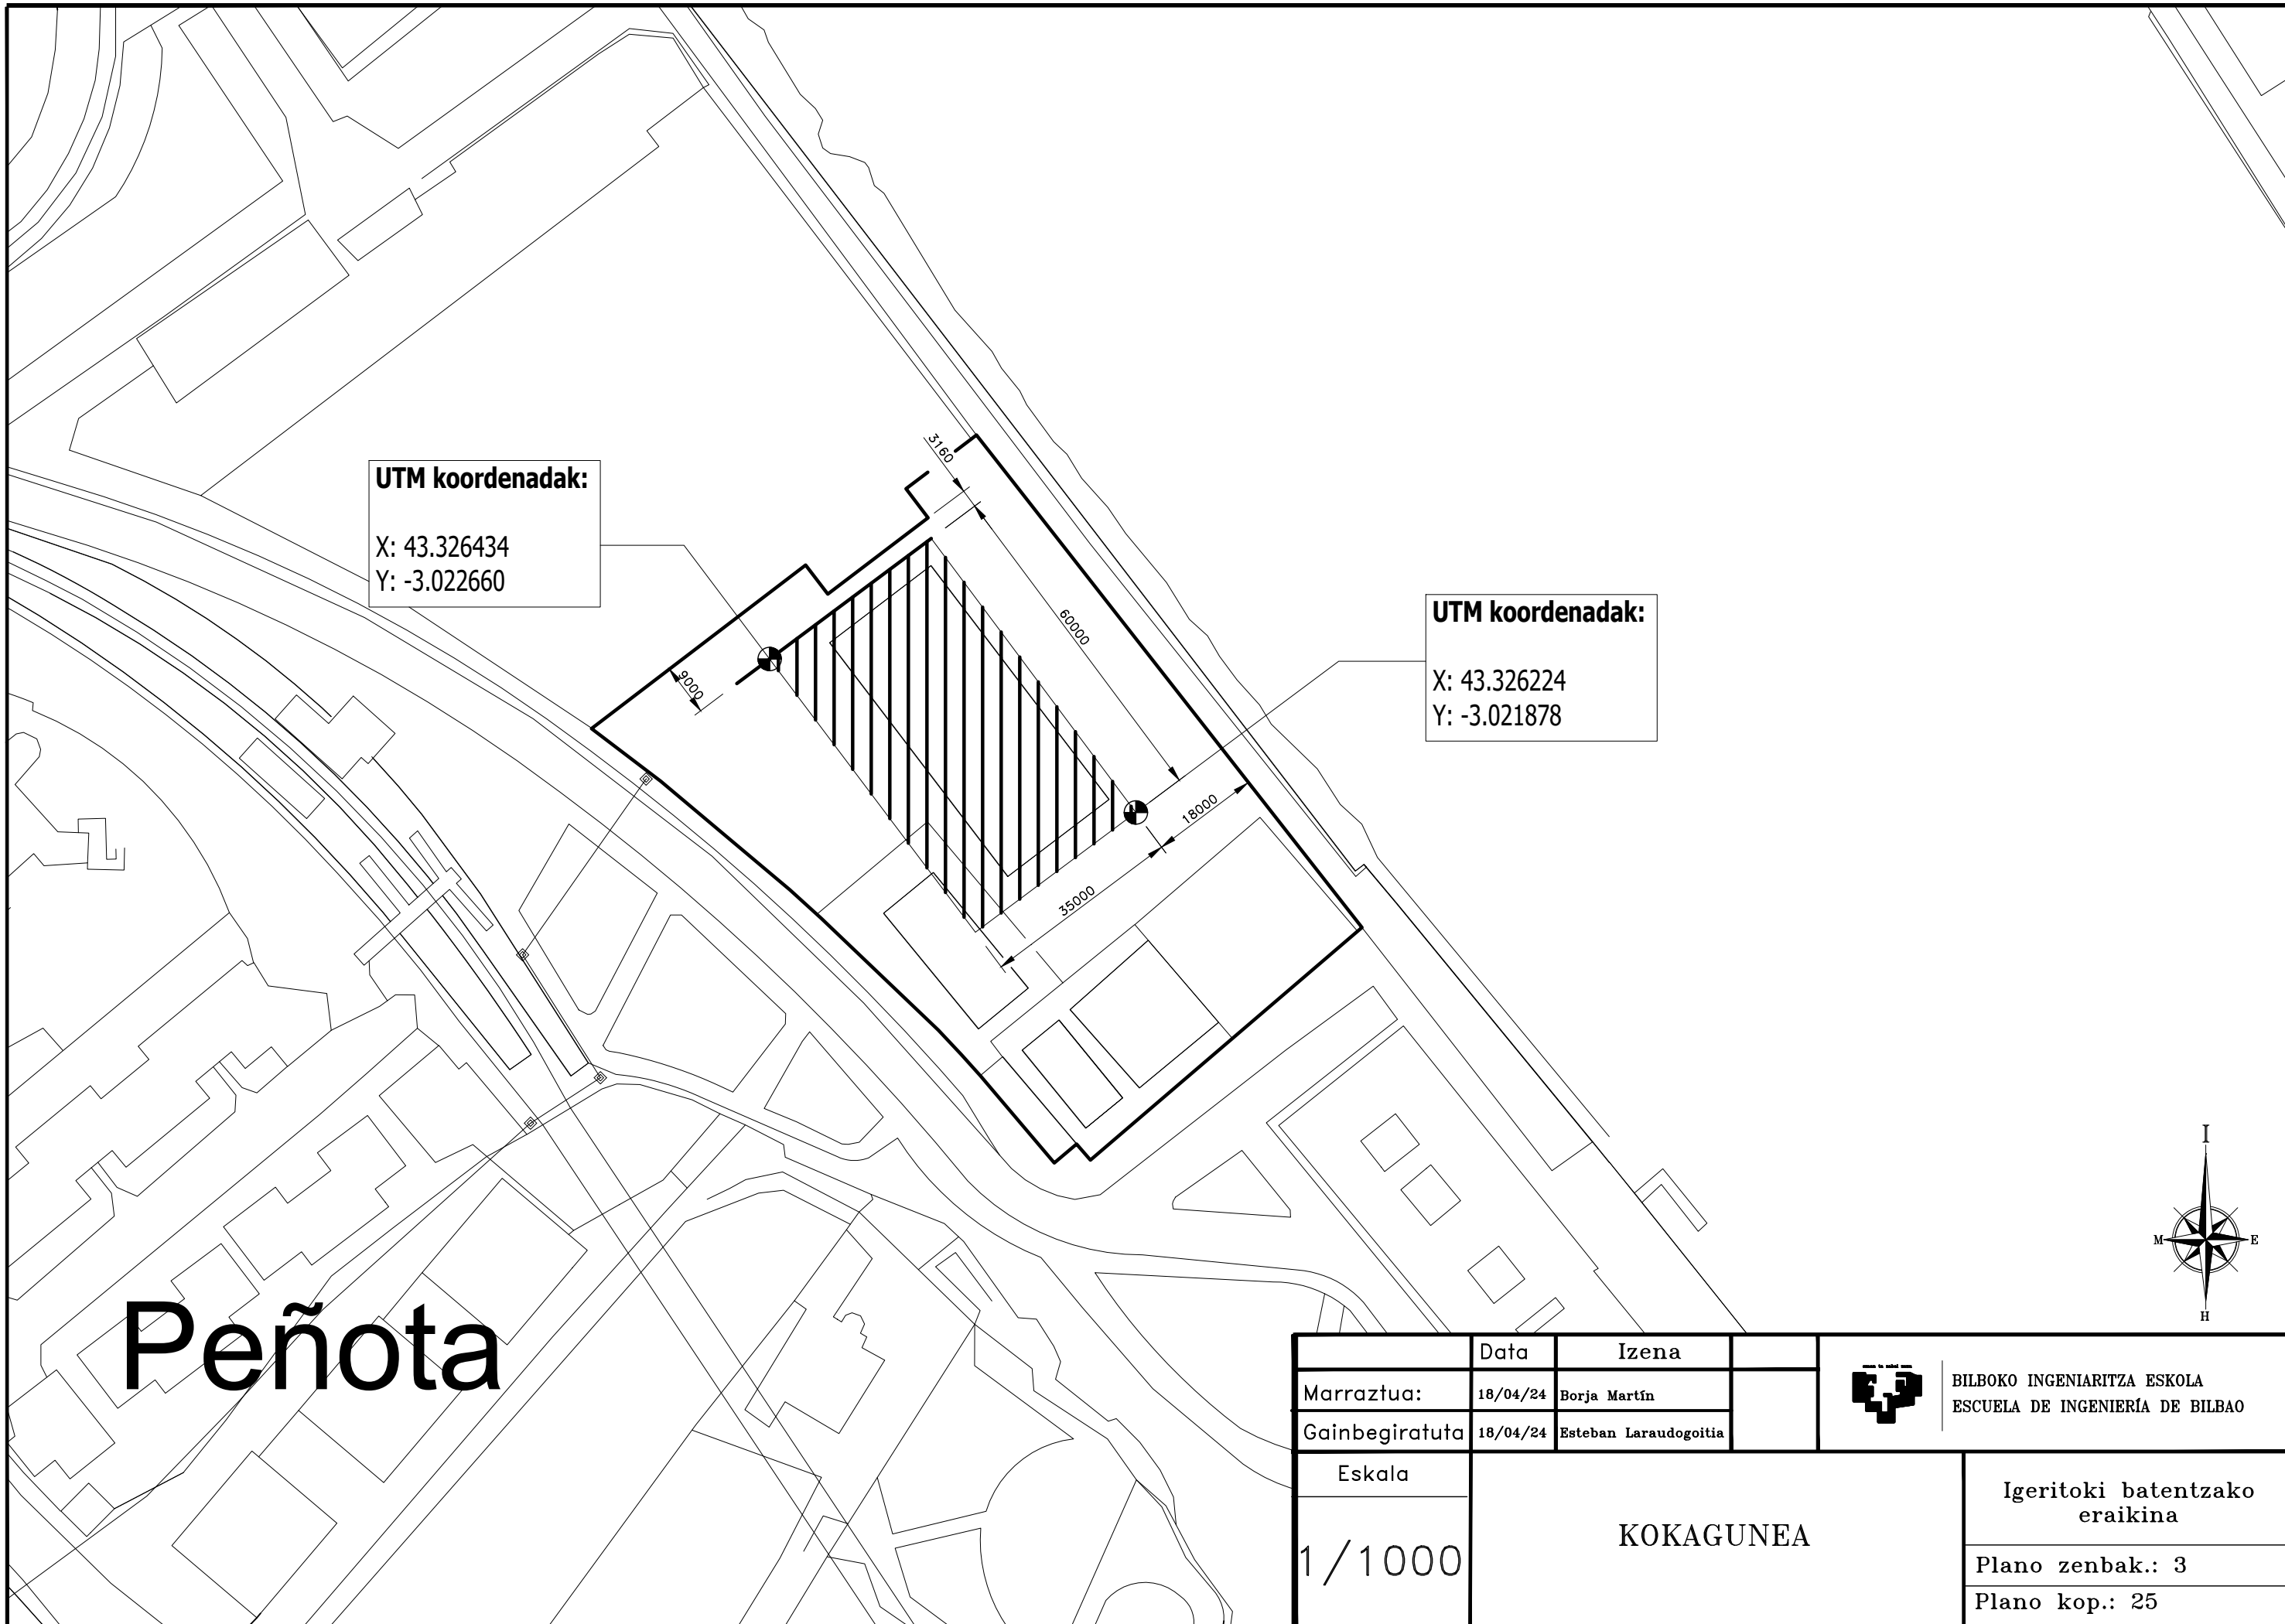 3160
UTM koordenadak:
X: 43.326434
Y: -3.022660
60000
UTM koordenadak:
X: 43.326224
Y: -3.021878
9000
18000
35000
I
M
E
H
Peñota
Data
Izena
Marraztua:
18/04/24
Borja Martín
Gainbegiratuta
18/04/24
Esteban Laraudogoitia
BILBOKO INGENIARITZA ESKOLA
ESCUELA DE INGENIERÍA DE BILBAO
Eskala
1/1000
KOKAGUNEA
Igeritoki batentzako
eraikina
Plano zenbak.: 3
Plano kop.: 25